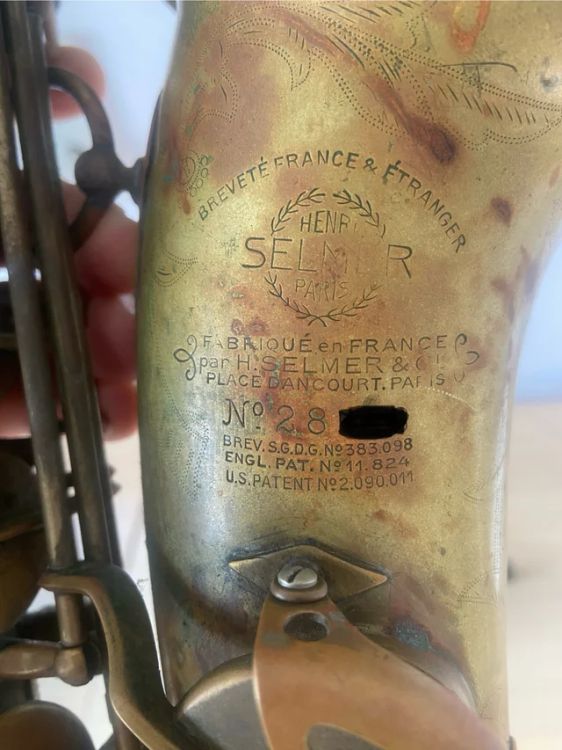 BREVETÉ FRANCE & ÉTRANGER
HENRI
SELMER
PARIS
FABRIQUÉ en FRANCE
par H. SELMER & Cie
PLACE DANCOURT. PARIS
No 28
BREV. S.G.D.G. No 383.098
ENGL. PAT. No 11.824
U.S. PATENT No 2.090.011